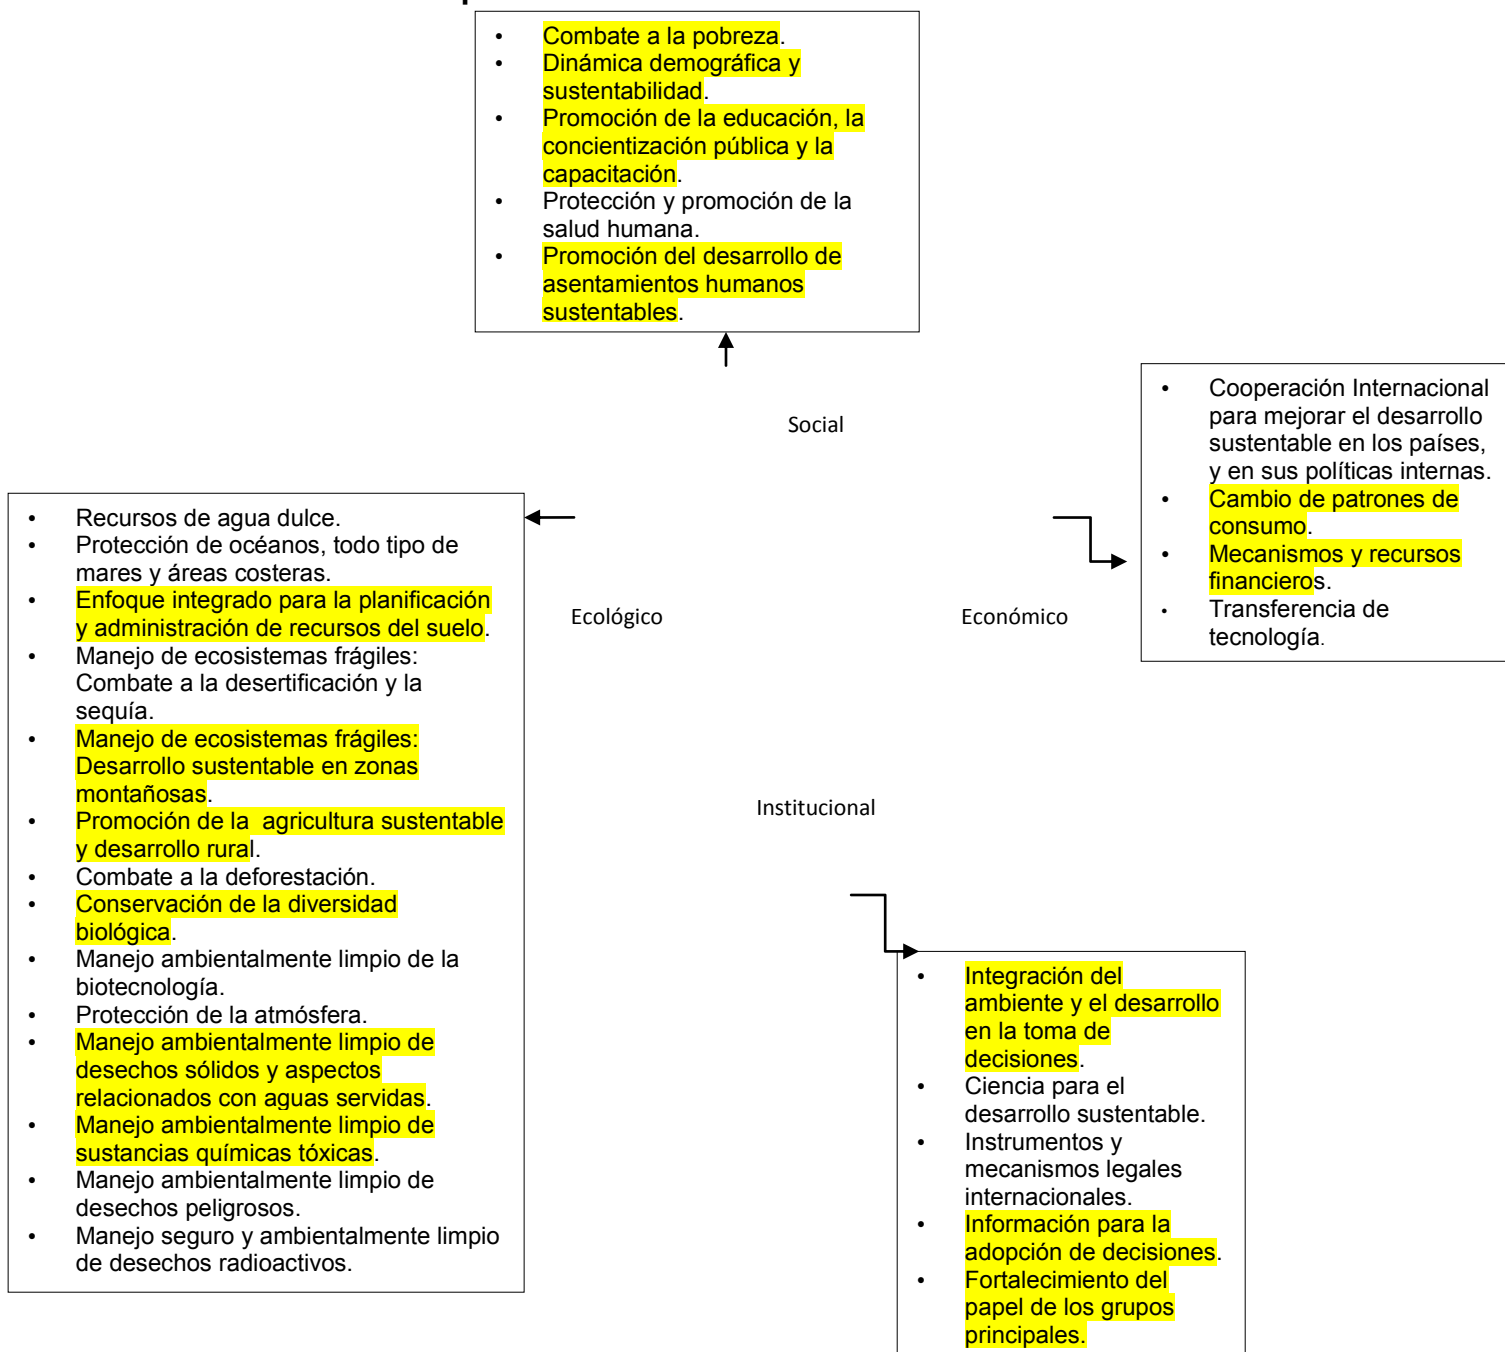 • Combate a la pobreza.
• Dinámica demográfica y
sustentabilidad.
• Promoción de la educación, la
concientización pública y la
capacitación.
• Protección y promoción de la
salud humana.
• Promoción del desarrollo de
asentamientos humanos
sustentables.
Social
• Cooperación Internacional
para mejorar el desarrollo
sustentable en los países,
y en sus políticas internas.
• Cambio de patrones de
consumo.
• Mecanismos y recursos
financieros.
• Transferencia de
tecnología.
• Recursos de agua dulce.
• Protección de océanos, todo tipo de
mares y áreas costeras.
• Enfoque integrado para la planificación
y administración de recursos del suelo.
• Manejo de ecosistemas frágiles:
Combate a la desertificación y la
sequía.
• Manejo de ecosistemas frágiles:
Desarrollo sustentable en zonas
montañosas.
• Promoción de la  agricultura sustentable
y desarrollo rural.
• Combate a la deforestación.
• Conservación de la diversidad
biológica.
• Manejo ambientalmente limpio de la
biotecnología.
• Protección de la atmósfera.
• Manejo ambientalmente limpio de
desechos sólidos y aspectos
relacionados con aguas servidas.
• Manejo ambientalmente limpio de
sustancias químicas tóxicas.
• Manejo ambientalmente limpio de
desechos peligrosos.
• Manejo seguro y ambientalmente limpio
de desechos radioactivos.
Ecológico
Económico
Institucional
• Integración del
ambiente y el desarrollo
en la toma de
decisiones.
• Ciencia para el
desarrollo sustentable.
• Instrumentos y
mecanismos legales
internacionales.
• Información para la
adopción de decisiones.
• Fortalecimiento del
papel de los grupos
principales.